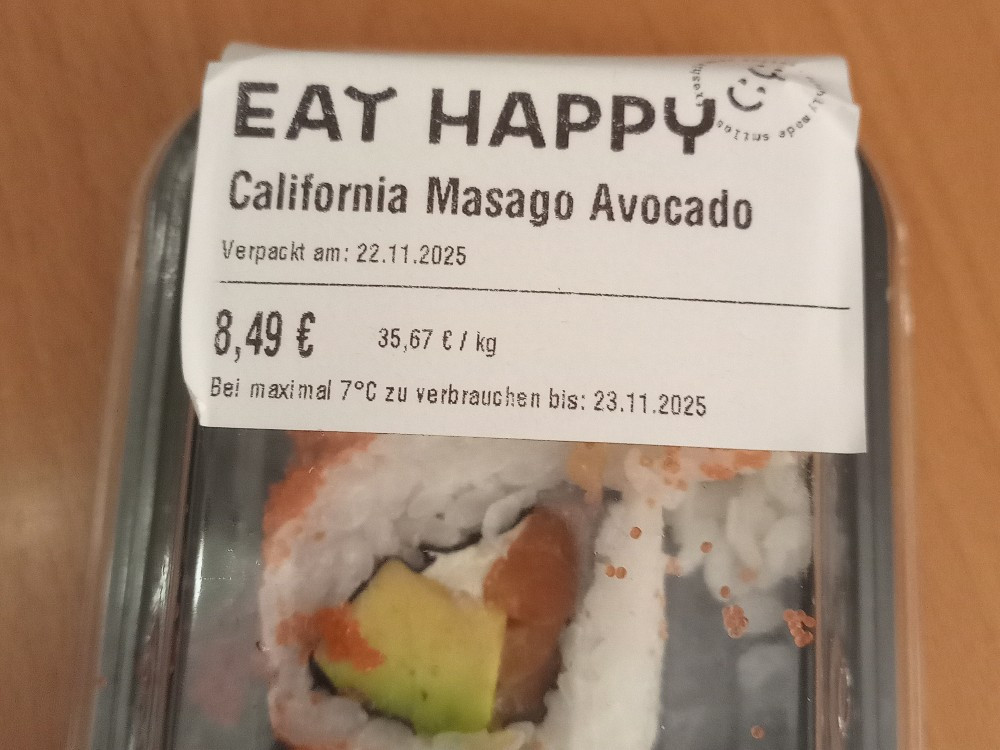 EAT HAPPY
California Masago Avocado
Verpackt am: 22.11.2025
8,49 € 35,67 € / kg
Bei maximal 7°C zu verbrauchen bis: 23.11.2025